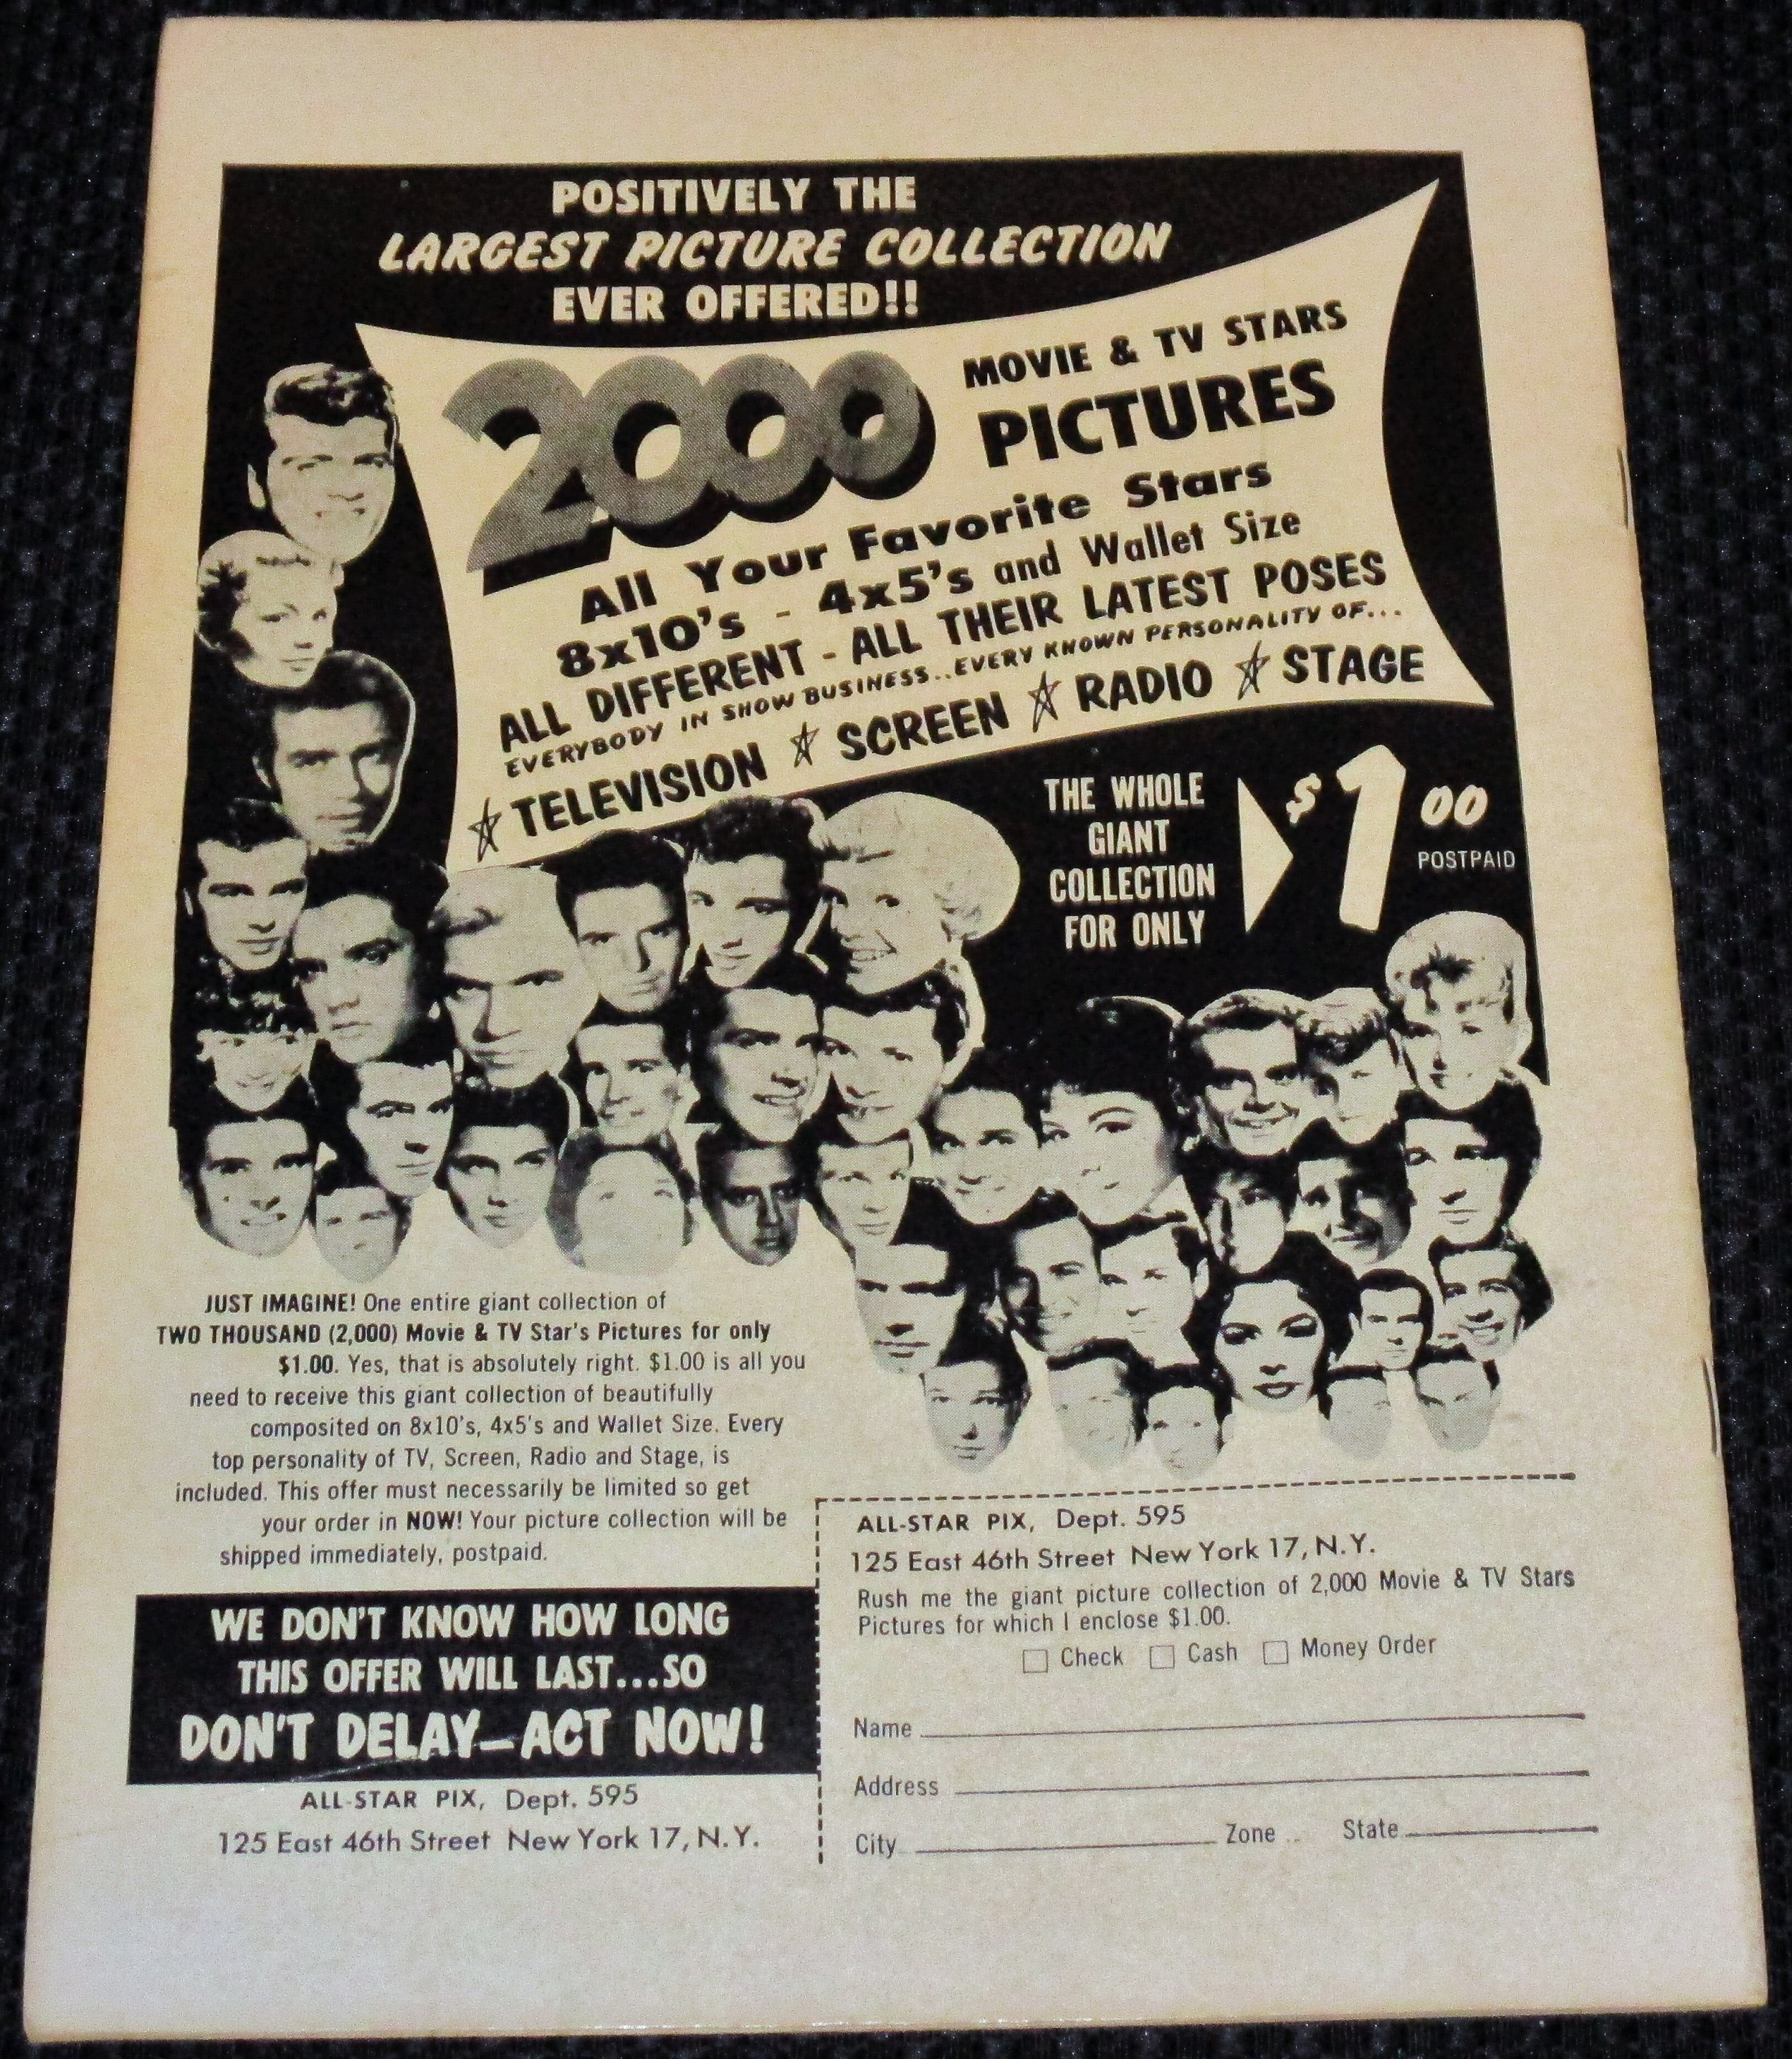 POSITIVELY THE
LARGEST PICTURE COLLECTION
EVER OFFERED!!
2000 MOVIE & TV STARS
PICTURES
All Your Favorite Stars
8x10's - 4x5's and Wallet Size
ALL DIFFERENT - ALL THEIR LATEST POSES
EVERYBODY IN SHOW BUSINESS..EVERY KNOWN PERSONALITY OF...
☆ TELEVISION ☆ SCREEN ☆ RADIO ☆ STAGE
THE WHOLE
GIANT
COLLECTION
FOR ONLY
$1.00
POSTPAID
JUST IMAGINE! One entire giant collection of
TWO THOUSAND (2,000) Movie & TV Star's Pictures for only
$1.00. Yes, that is absolutely right. $1.00 is all you
need to receive this giant collection of beautifully
composited on 8x10's, 4x5's and Wallet Size. Every
top personality of TV, Screen, Radio and Stage, is
included. This offer must necessarily be limited so get
your order in NOW! Your picture collection will be
shipped immediately, postpaid.
WE DON'T KNOW HOW LONG
THIS OFFER WILL LAST...SO
DON'T DELAY—ACT NOW!
ALL-STAR PIX, Dept. 595
125 East 46th Street New York 17, N.Y.
ALL-STAR PIX, Dept. 595
125 East 46th Street New York 17, N.Y.
Rush me the giant picture collection of 2,000 Movie & TV Stars
Pictures for which I enclose $1.00.
☐ Check ☐ Cash ☐ Money Order
Name
Address
City Zone State